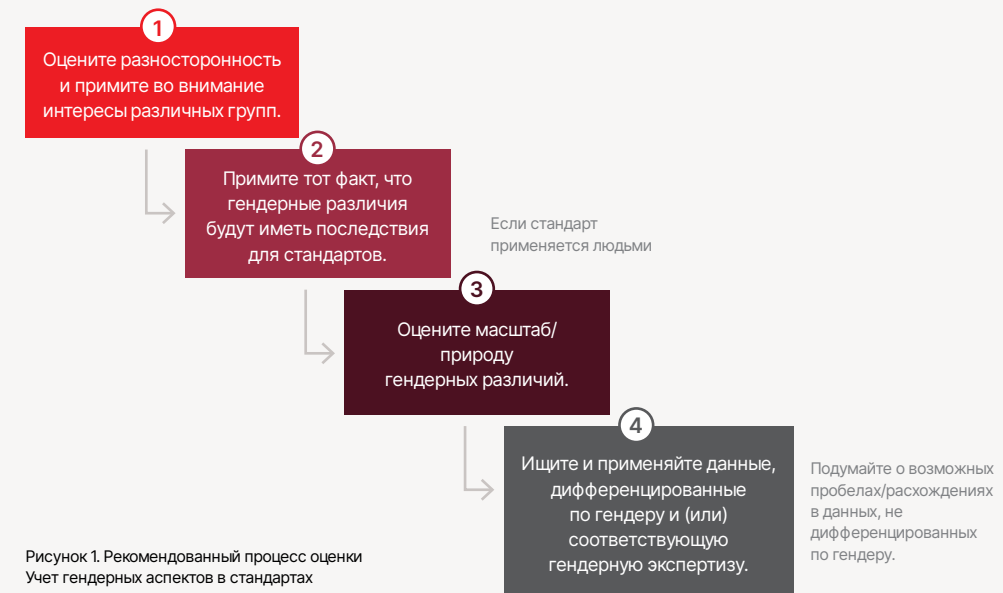 1
Оцените разносторонность
и примите во внимание
интересы различных групп.
2
Примите тот факт, что
гендерные различия
будут иметь последствия
для стандартов.
Если стандарт
применяется людьми
3
Оцените масштаб/
природу
гендерных различий.
4
Ищите и применяйте данные,
дифференцированные
по гендеру и (или)
соответствующую
гендерную экспертизу.
Подумайте о возможных
пробелах/расхождениях
в данных, не
дифференцированных
по гендеру.
Рисунок 1. Рекомендованный процесс оценки
Учет гендерных аспектов в стандартах